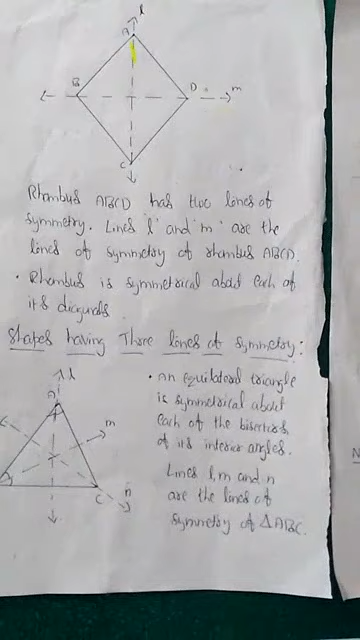 l
A
B
D
m
C
Rhombus ABCD has two lines of
symmetry. Lines 'l' and 'm' are the
lines of symmetry of rhombus ABCD.
• Rhombus is symmetrical about each of
its diagonals.
Shapes having Three lines of symmetry:
l
A
m
C
n
• An equilateral triangle
is symmetrical about
each of the bisectors
of its interior angles.
Lines l, m and n
are the lines of
symmetry of ΔABC.